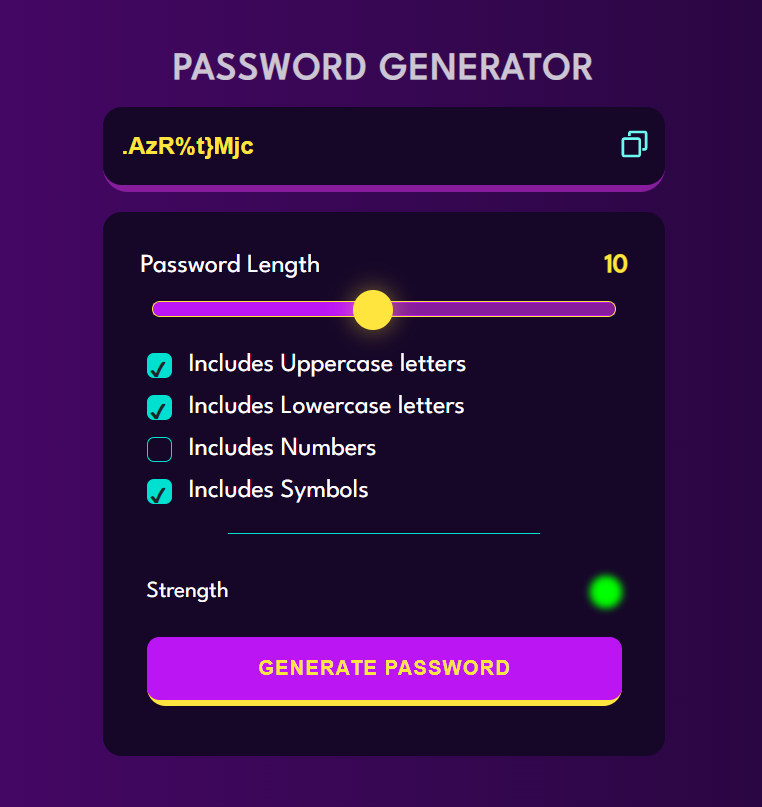 PASSWORD GENERATOR
.AzR%t}Mjc
Password Length 10
Includes Uppercase letters
Includes Lowercase letters
Includes Numbers
Includes Symbols
Strength
GENERATE PASSWORD